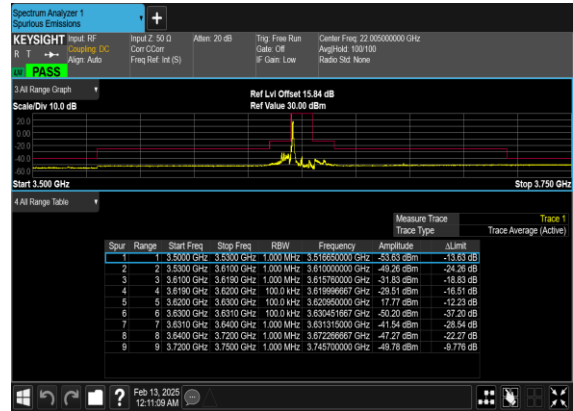 Spectrum Analyzer 1
Spurious Emissions
+
KEYSIGHT Input: RF Input Z: 50 Ω Atten: 20 dB Trig: Free Run Center Freq: 22.005000000 GHz
R T Coupling: DC Corr CCorr Gate: Off Avg|Hold: 100/100
Align: Auto Freq Ref: Int (S) IF Gain: Low Radio Std: None
LW PASS
3 All Range Graph
Ref Lvl Offset 15.84 dB
Scale/Div 10.0 dB Ref Value 30.00 dBm
20.0
0.00
-20.0
-40.0
-60.0
Start 3.500 GHz Stop 3.750 GHz
4 All Range Table
Measure Trace Trace 1
Trace Type Trace Average (Active)
Spur Range Start Freq Stop Freq RBW Frequency Amplitude ΔLimit
1 1 3.5000 GHz 3.5300 GHz 1.000 MHz 3.516650000 GHz -53.63 dBm -13.63 dB
2 2 3.5300 GHz 3.6100 GHz 1.000 MHz 3.610000000 GHz -49.26 dBm -24.26 dB
3 3 3.6100 GHz 3.6190 GHz 1.000 MHz 3.615760000 GHz -31.83 dBm -18.83 dB
4 4 3.6190 GHz 3.6200 GHz 100.0 kHz 3.619996667 GHz -29.51 dBm -16.51 dB
5 5 3.6200 GHz 3.6300 GHz 100.0 kHz 3.620950000 GHz 17.77 dBm -12.23 dB
6 6 3.6300 GHz 3.6310 GHz 100.0 kHz 3.630451667 GHz -50.20 dBm -37.20 dB
7 7 3.6310 GHz 3.6400 GHz 1.000 MHz 3.631315000 GHz -41.54 dBm -28.54 dB
8 8 3.6400 GHz 3.7200 GHz 1.000 MHz 3.672266667 GHz -47.27 dBm -22.27 dB
9 9 3.7200 GHz 3.7500 GHz 1.000 MHz 3.745700000 GHz -49.78 dBm -9.776 dB
? Feb 13, 2025
12:11:09 AM